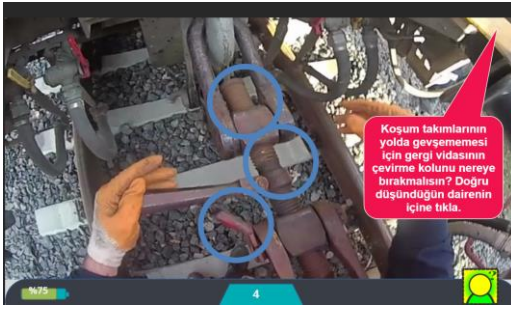 Koşum takımlarının
yolda gevşememesi
için gergi vidasının
çevirme kolunu nereye
bırakmalısın? Doğru
düşündüğün dairenin
içine tıkla.
%75
4